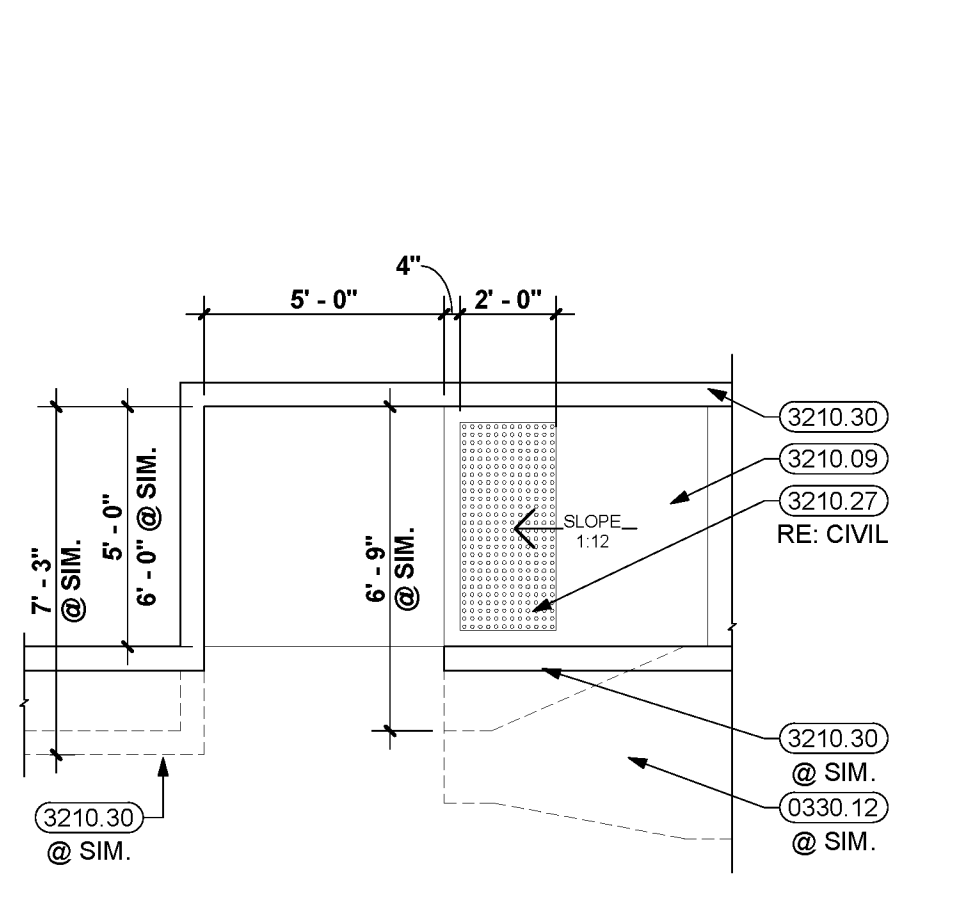 4"
5' - 0"
2' - 0"
3210.30
3210.09
3210.27
RE: CIVIL
SLOPE
1:12
7' - 3"
@ SIM.
5' - 0"
6' - 0" @ SIM.
6' - 9"
@ SIM.
3210.30
@ SIM.
0330.12
@ SIM.
3210.30
@ SIM.